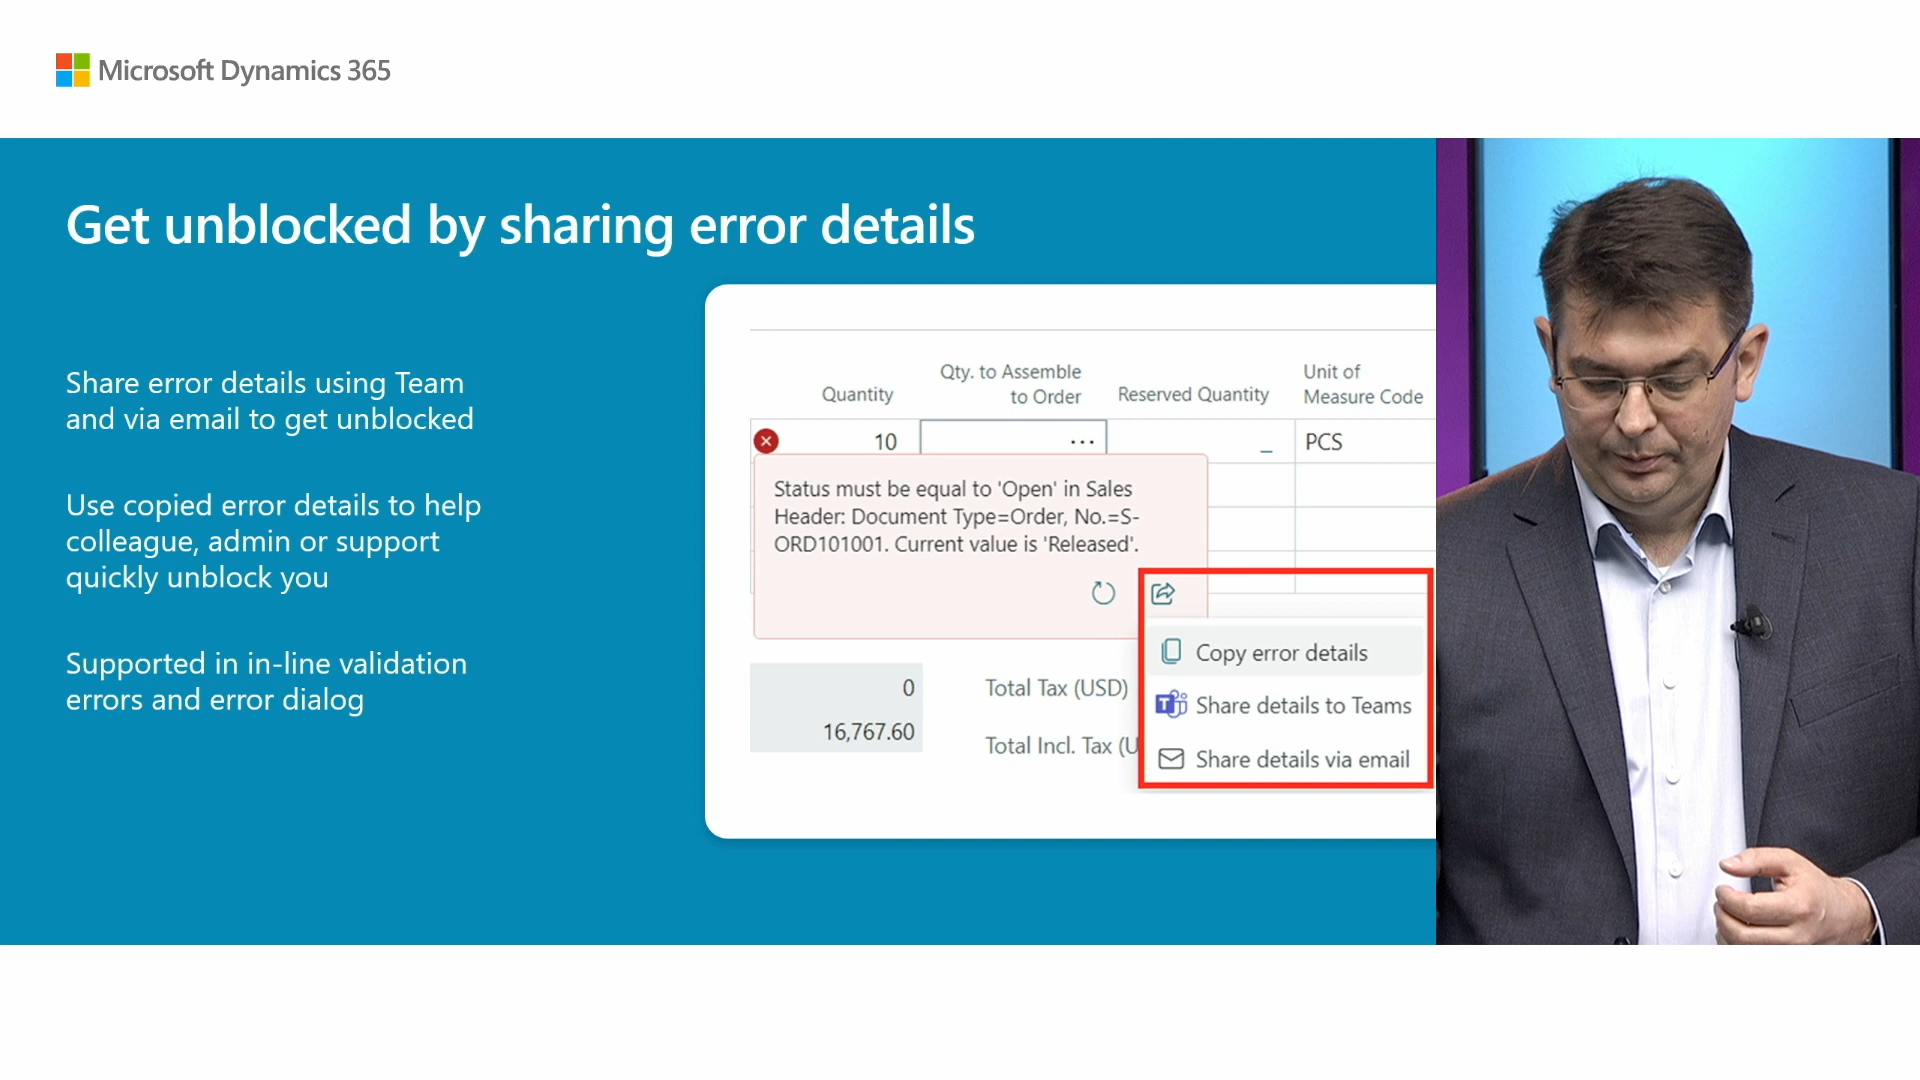 Microsoft Dynamics 365
Get unblocked by sharing error details
Share error details using Team
and via email to get unblocked
Use copied error details to help
colleague, admin or support
quickly unblock you
Supported in in-line validation
errors and error dialog
Quantity
Qty. to Assemble
to Order
Reserved Quantity
Unit of
Measure Code
10
...
_
PCS
Status must be equal to 'Open' in Sales
Header: Document Type=Order, No.=S-
ORD101001. Current value is 'Released'.
Copy error details
Share details to Teams
Share details via email
0
Total Tax (USD)
16,767.60
Total Incl. Tax (U